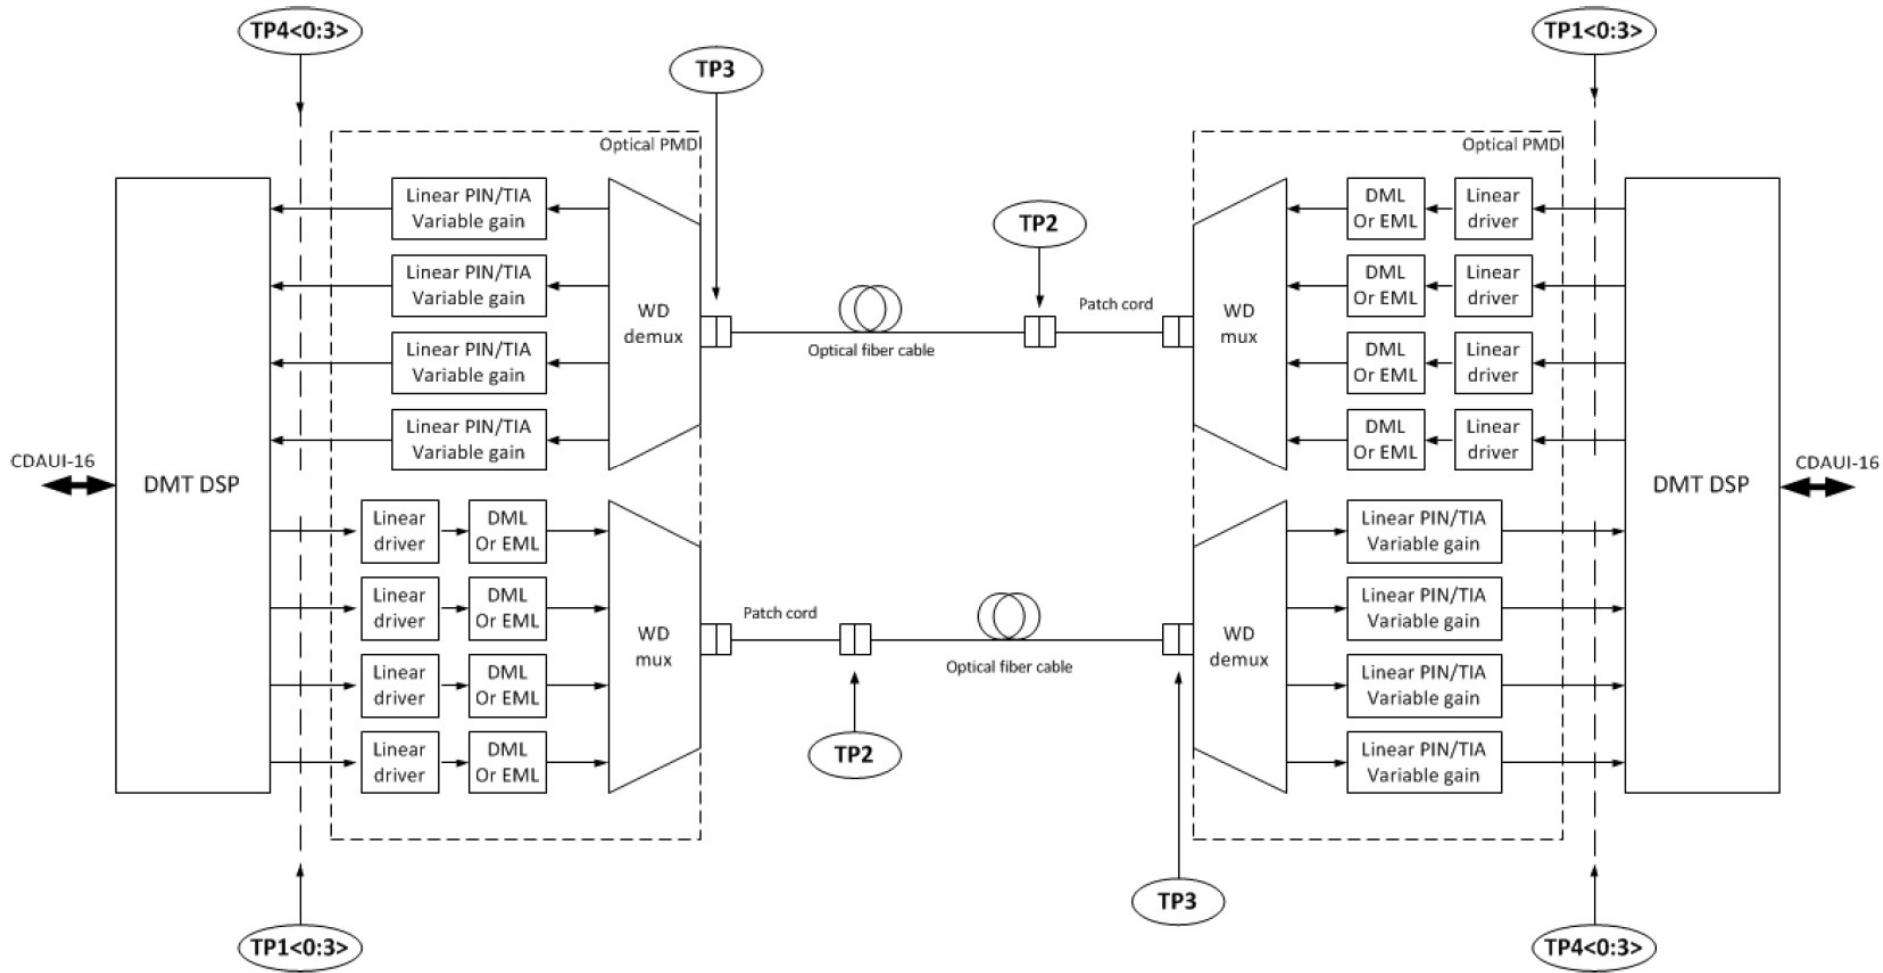 TP4<0:3>
TP1<0:3>
TP3
Optical PMD
Optical PMD
Linear PIN/TIA
Variable gain
Linear PIN/TIA
Variable gain
Linear PIN/TIA
Variable gain
Linear PIN/TIA
Variable gain
WD
demux
TP2
Patch cord
Optical fiber cable
WD
mux
DML
Or EML
Linear
driver
DML
Or EML
Linear
driver
DML
Or EML
Linear
driver
DML
Or EML
Linear
driver
CDAUI-16
DMT DSP
DMT DSP
CDAUI-16
Linear
driver
DML
Or EML
Linear
driver
DML
Or EML
Linear
driver
DML
Or EML
Linear
driver
DML
Or EML
WD
mux
Patch cord
TP2
Optical fiber cable
WD
demux
Linear PIN/TIA
Variable gain
Linear PIN/TIA
Variable gain
Linear PIN/TIA
Variable gain
Linear PIN/TIA
Variable gain
TP3
TP1<0:3>
TP4<0:3>